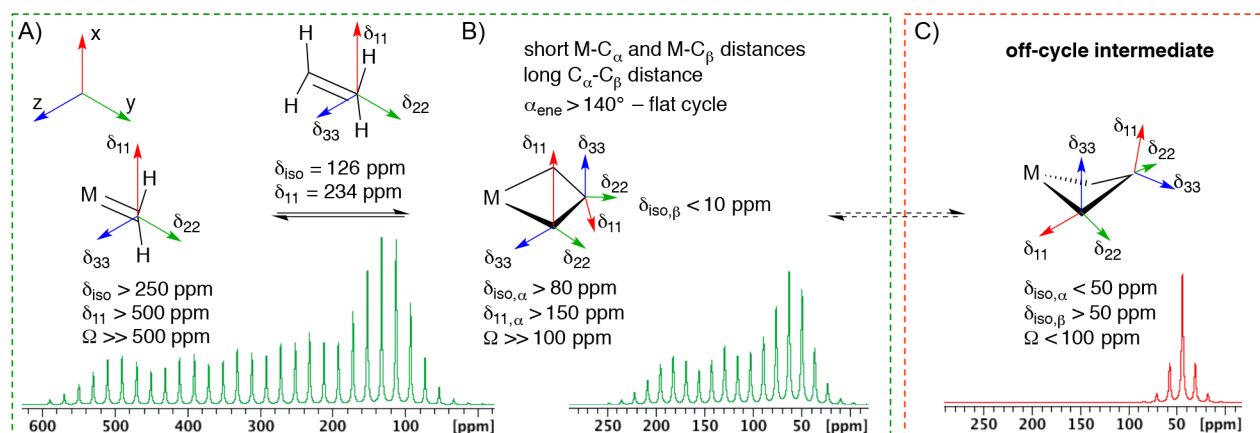 A)
x
z
y
H
H
H
H
δ11
δ22
δ33
δiso = 126 ppm
δ11 = 234 ppm
δ11
M
H
H
δ22
δ33
δiso > 250 ppm
δ11 > 500 ppm
Ω >> 500 ppm
600 500 400 300 200 100 [ppm]
B)
short M-Cα and M-Cβ distances
long Cα-Cβ distance
αene > 140° – flat cycle
δ11
δ33
M
δ22
δ11
δiso,β < 10 ppm
δ33
δ22
δiso,α > 80 ppm
δ11,α > 150 ppm
Ω >> 100 ppm
250 200 150 100 50 [ppm]
C)
off-cycle intermediate
δ11
δ33
δ22
M
δ33
δ11
δ22
δiso,α < 50 ppm
δiso,β > 50 ppm
Ω < 100 ppm
250 200 150 100 50 [ppm]